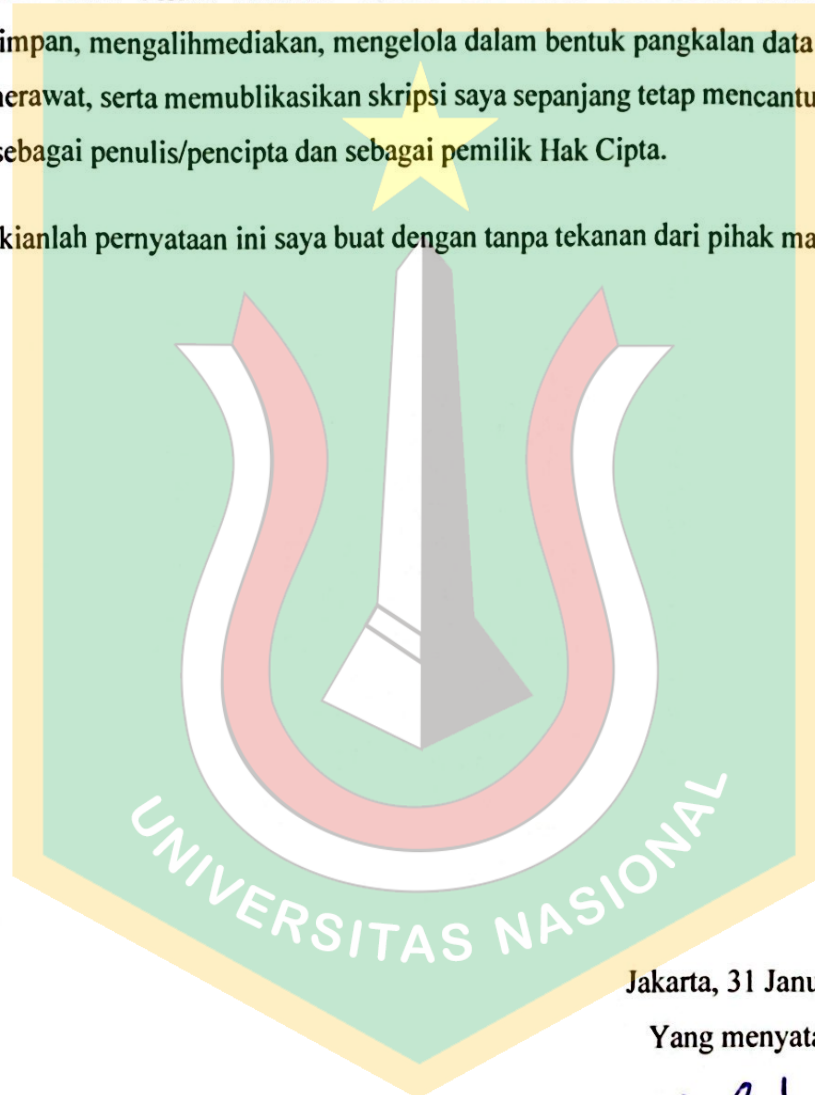 impan, mengalihmediakan, mengelola dalam bentuk pangkalan data
nerawat, serta memublikasikan skripsi saya sepanjang tetap mencantu
sebagai penulis/pencipta dan sebagai pemilik Hak Cipta.
kianlah pernyataan ini saya buat dengan tanpa tekanan dari pihak ma
UNIVERSITAS NASIONAL
Jakarta, 31 Janu
Yang menyata